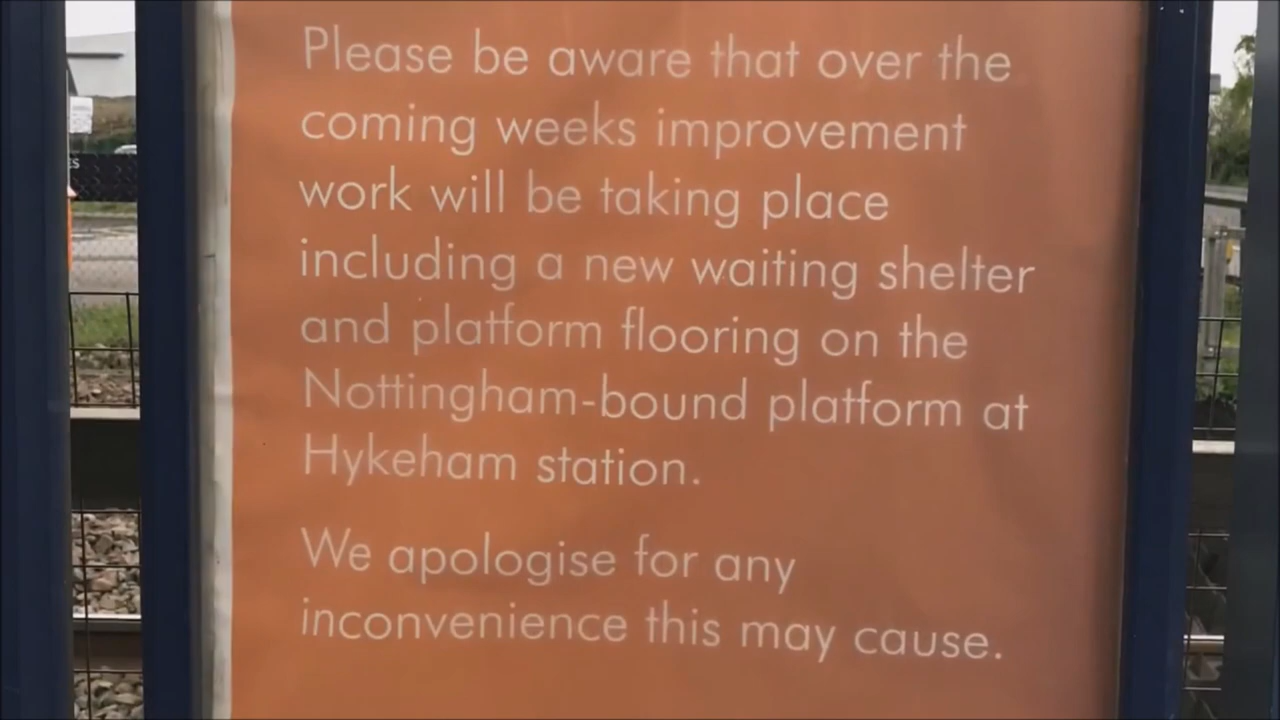 Please be aware that over the
coming weeks improvement
work will be taking place
including a new waiting shelter
and platform flooring on the
Nottingham-bound platform at
Hykeham station.
We apologise for any
inconvenience this may cause.